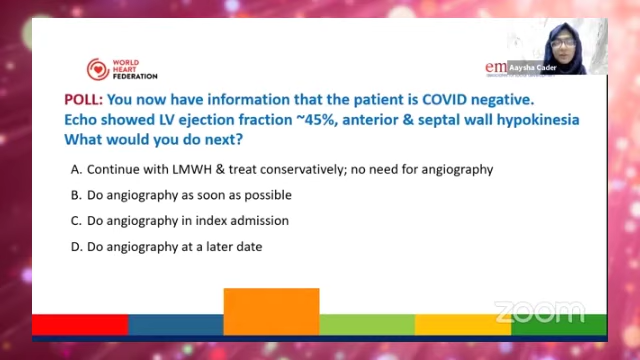 WORLD
HEART
FEDERATION
em
Aaysha Cader
POLL: You now have information that the patient is COVID negative.
Echo showed LV ejection fraction ~45%, anterior & septal wall hypokinesia
What would you do next?
A. Continue with LMWH & treat conservatively; no need for angiography
B. Do angiography as soon as possible
C. Do angiography in index admission
D. Do angiography at a later date
zoom